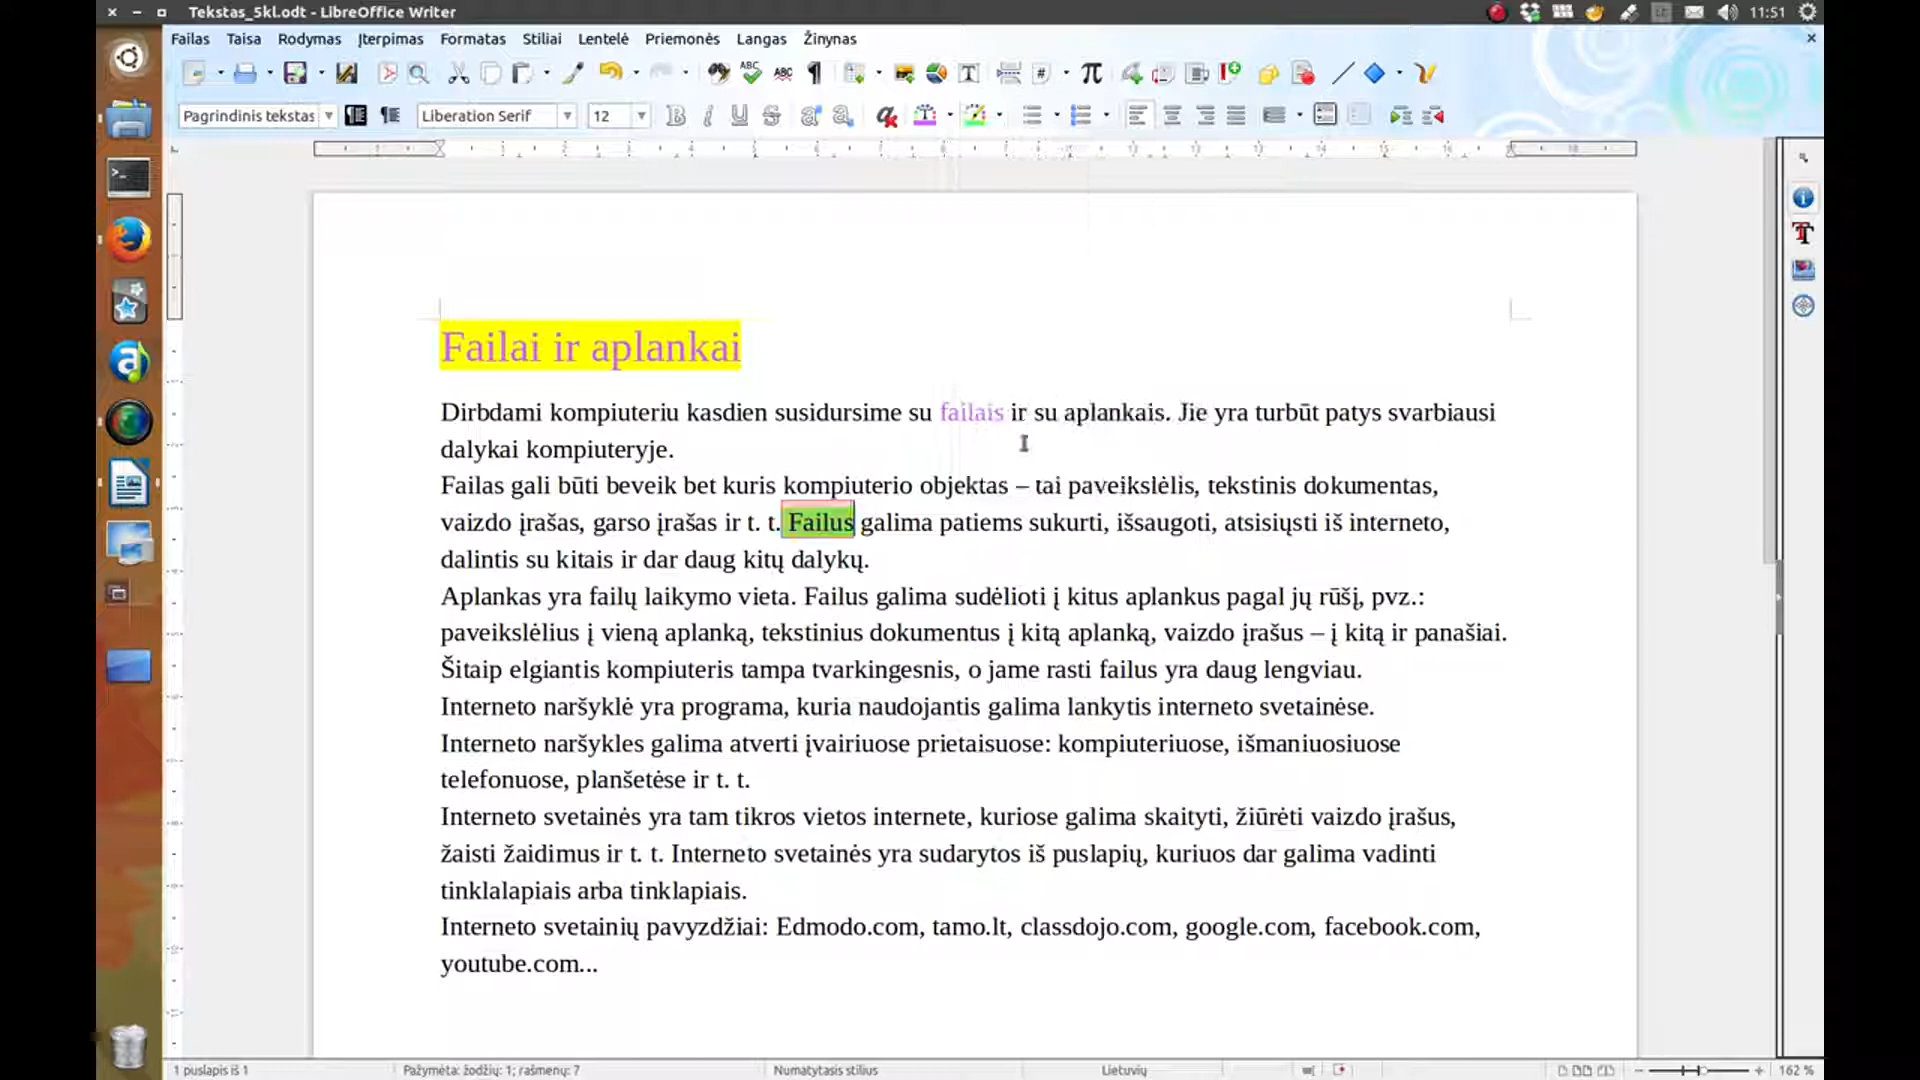 Tekstas_5kl.odt - LibreOffice Writer
11:51
Failas Taisa Rodymas Įterpimas Formatas Stiliai Lentelė Priemonės Langas Žinynas
Pagrindinis tekstas
Liberation Serif
12
Failai ir aplankai
Dirbdami kompiuteriu kasdien susidursime su failais ir su aplankais. Jie yra turbūt patys svarbiausi
dalykai kompiuteryje.
Failas gali būti beveik bet kuris kompiuterio objektas – tai paveikslėlis, tekstinis dokumentas,
vaizdo įrašas, garso įrašas ir t. t. Failus galima patiems sukurti, išsaugoti, atsisiųsti iš interneto,
dalintis su kitais ir dar daug kitų dalykų.
Aplankas yra failų laikymo vieta. Failus galima sudėlioti į kitus aplankus pagal jų rūšį, pvz.:
paveikslėlius į vieną aplanką, tekstinius dokumentus į kitą aplanką, vaizdo įrašus – į kitą ir panašiai.
Šitaip elgiantis kompiuteris tampa tvarkingesnis, o jame rasti failus yra daug lengviau.
Interneto naršyklė yra programa, kuria naudojantis galima lankytis interneto svetainėse.
Interneto naršykles galima atverti įvairiuose prietaisuose: kompiuteriuose, išmaniuosiuose
telefonuose, planšetėse ir t. t.
Interneto svetainės yra tam tikros vietos internete, kuriose galima skaityti, žiūrėti vaizdo įrašus,
žaisti žaidimus ir t. t. Interneto svetainės yra sudarytos iš puslapių, kuriuos dar galima vadinti
tinklalapiais arba tinklapiais.
Interneto svetainių pavyzdžiai: Edmodo.com, tamo.lt, classdojo.com, google.com, facebook.com,
youtube.com...
1 puslapis iš 1
Pažymėta: žodžių: 1; rašmenų: 7
Numatytasis stilius
Lietuvių
162 %